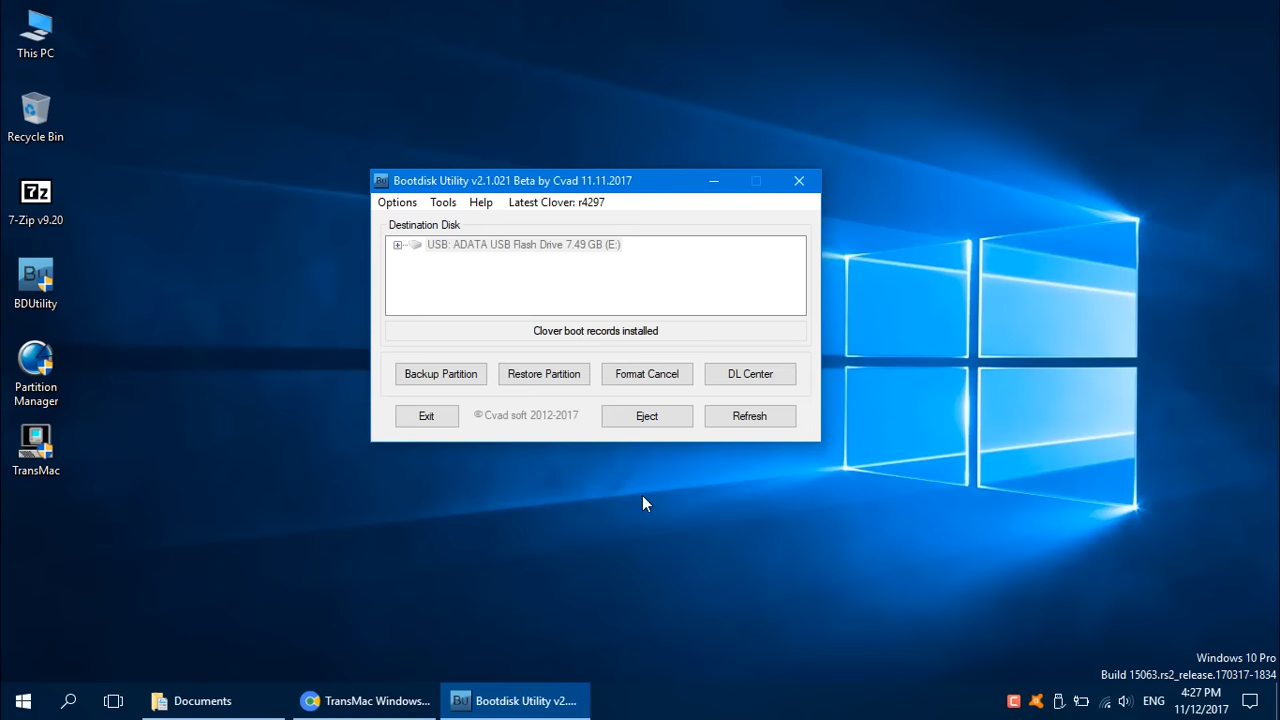 This PC
Recycle Bin
7z
7-Zip v9.20
BU
BDUtility
Partition
Manager
TransMac
BU Bootdisk Utility v2.1.021 Beta by Cvad 11.11.2017
Options Tools Help Latest Clover: r4297
Destination Disk
USB: ADATA USB Flash Drive 7.49 GB (E:)
Clover boot records installed
Backup Partition Restore Partition Format Cancel DL Center
Exit © Cvad soft 2012-2017 Eject Refresh
Windows 10 Pro
Build 15063.rs2_release.170317-1834
Documents TransMac Windows... BU Bootdisk Utility v2.... ENG
4:27 PM
11/12/2017